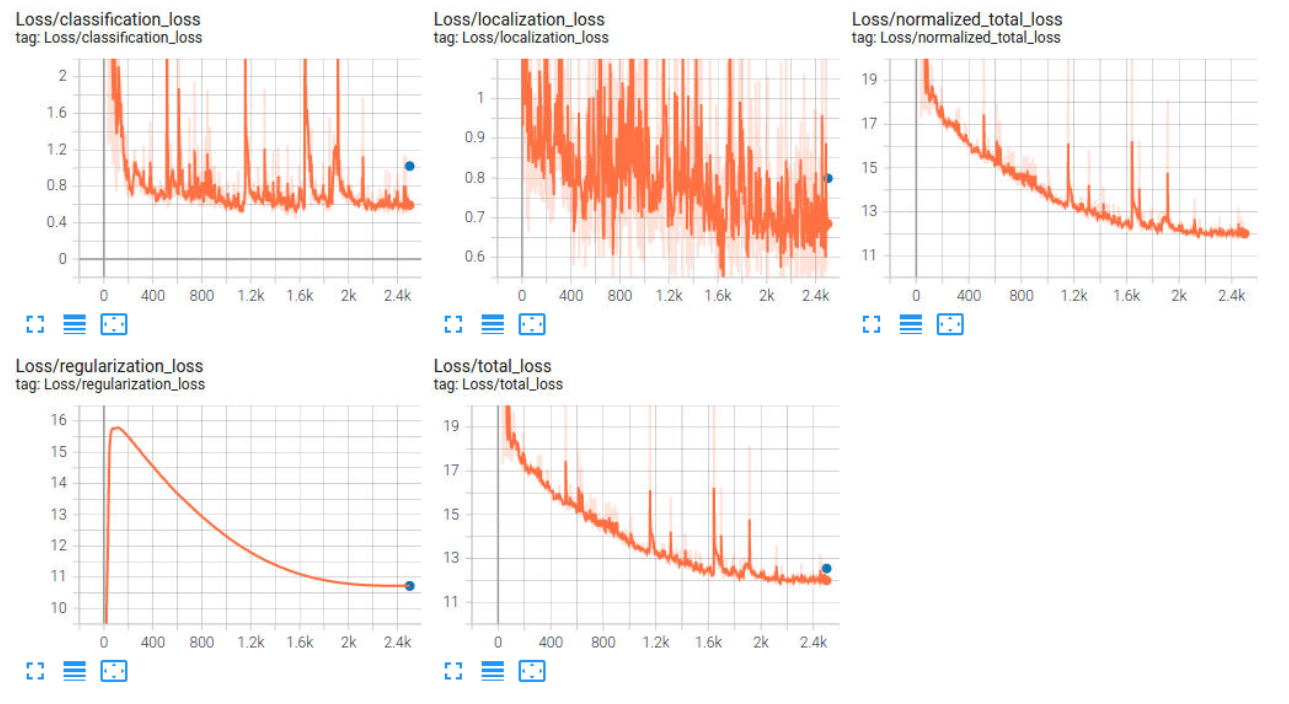 Loss/classification_loss
tag: Loss/classification_loss
2
1.6
1.2
0.8
0.4
0
0 400 800 1.2k 1.6k 2k 2.4k
Loss/localization_loss
tag: Loss/localization_loss
1
0.9
0.8
0.7
0.6
0 400 800 1.2k 1.6k 2k 2.4k
Loss/normalized_total_loss
tag: Loss/normalized_total_loss
19
17
15
13
11
0 400 800 1.2k 1.6k 2k 2.4k
Loss/regularization_loss
tag: Loss/regularization_loss
16
15
14
13
12
11
10
0 400 800 1.2k 1.6k 2k 2.4k
Loss/total_loss
tag: Loss/total_loss
19
17
15
13
11
0 400 800 1.2k 1.6k 2k 2.4k